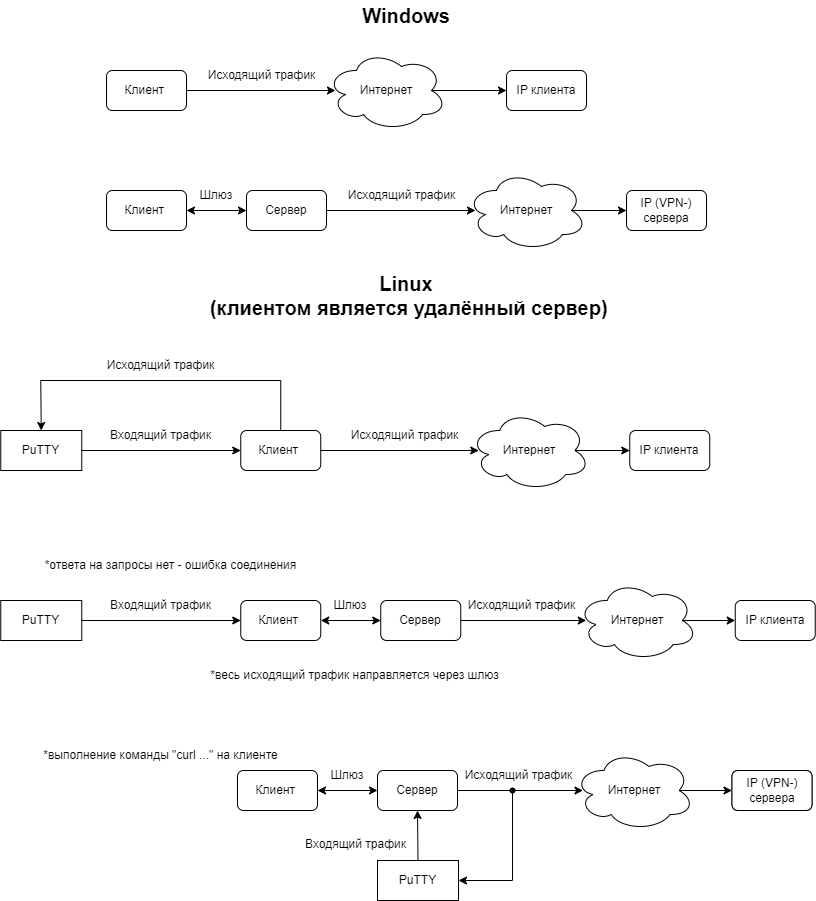 Windows
Исходящий трафик
Клиент
Интернет
IP клиента
Шлюз
Исходящий трафик
Клиент
Сервер
Интернет
IP (VPN-)
сервера
Linux
(клиентом является удалённый сервер)
Исходящий трафик
Входящий трафик
Исходящий трафик
PuTTY
Клиент
Интернет
IP клиента
*ответа на запросы нет - ошибка соединения
Входящий трафик
Шлюз
Исходящий трафик
PuTTY
Клиент
Сервер
Интернет
IP клиента
*весь исходящий трафик направляется через шлюз
*выполнение команды "curl ..." на клиенте
Шлюз
Исходящий трафик
Клиент
Сервер
Интернет
IP (VPN-)
сервера
Входящий трафик
PuTTY